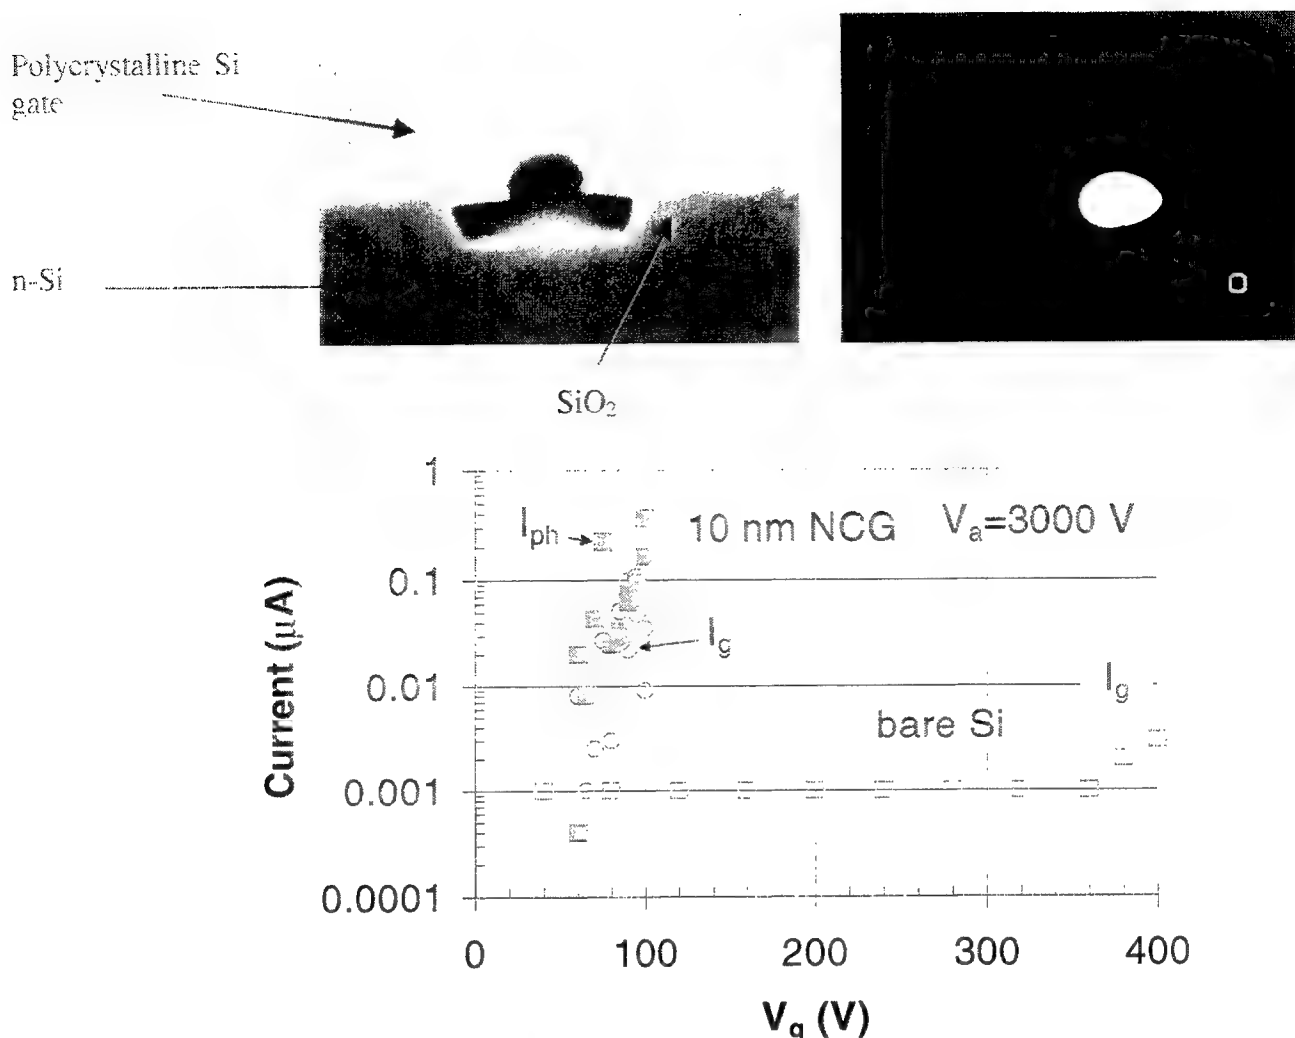 Polycrystalline Si
gate
n-Si
SiO₂
1
0.1
0.01
0.001
0.0001
Current (μA)
I_ph
10 nm NCG
V_a=3000 V
I_g
I_g
bare Si
0
100
200
300
400
V_g (V)